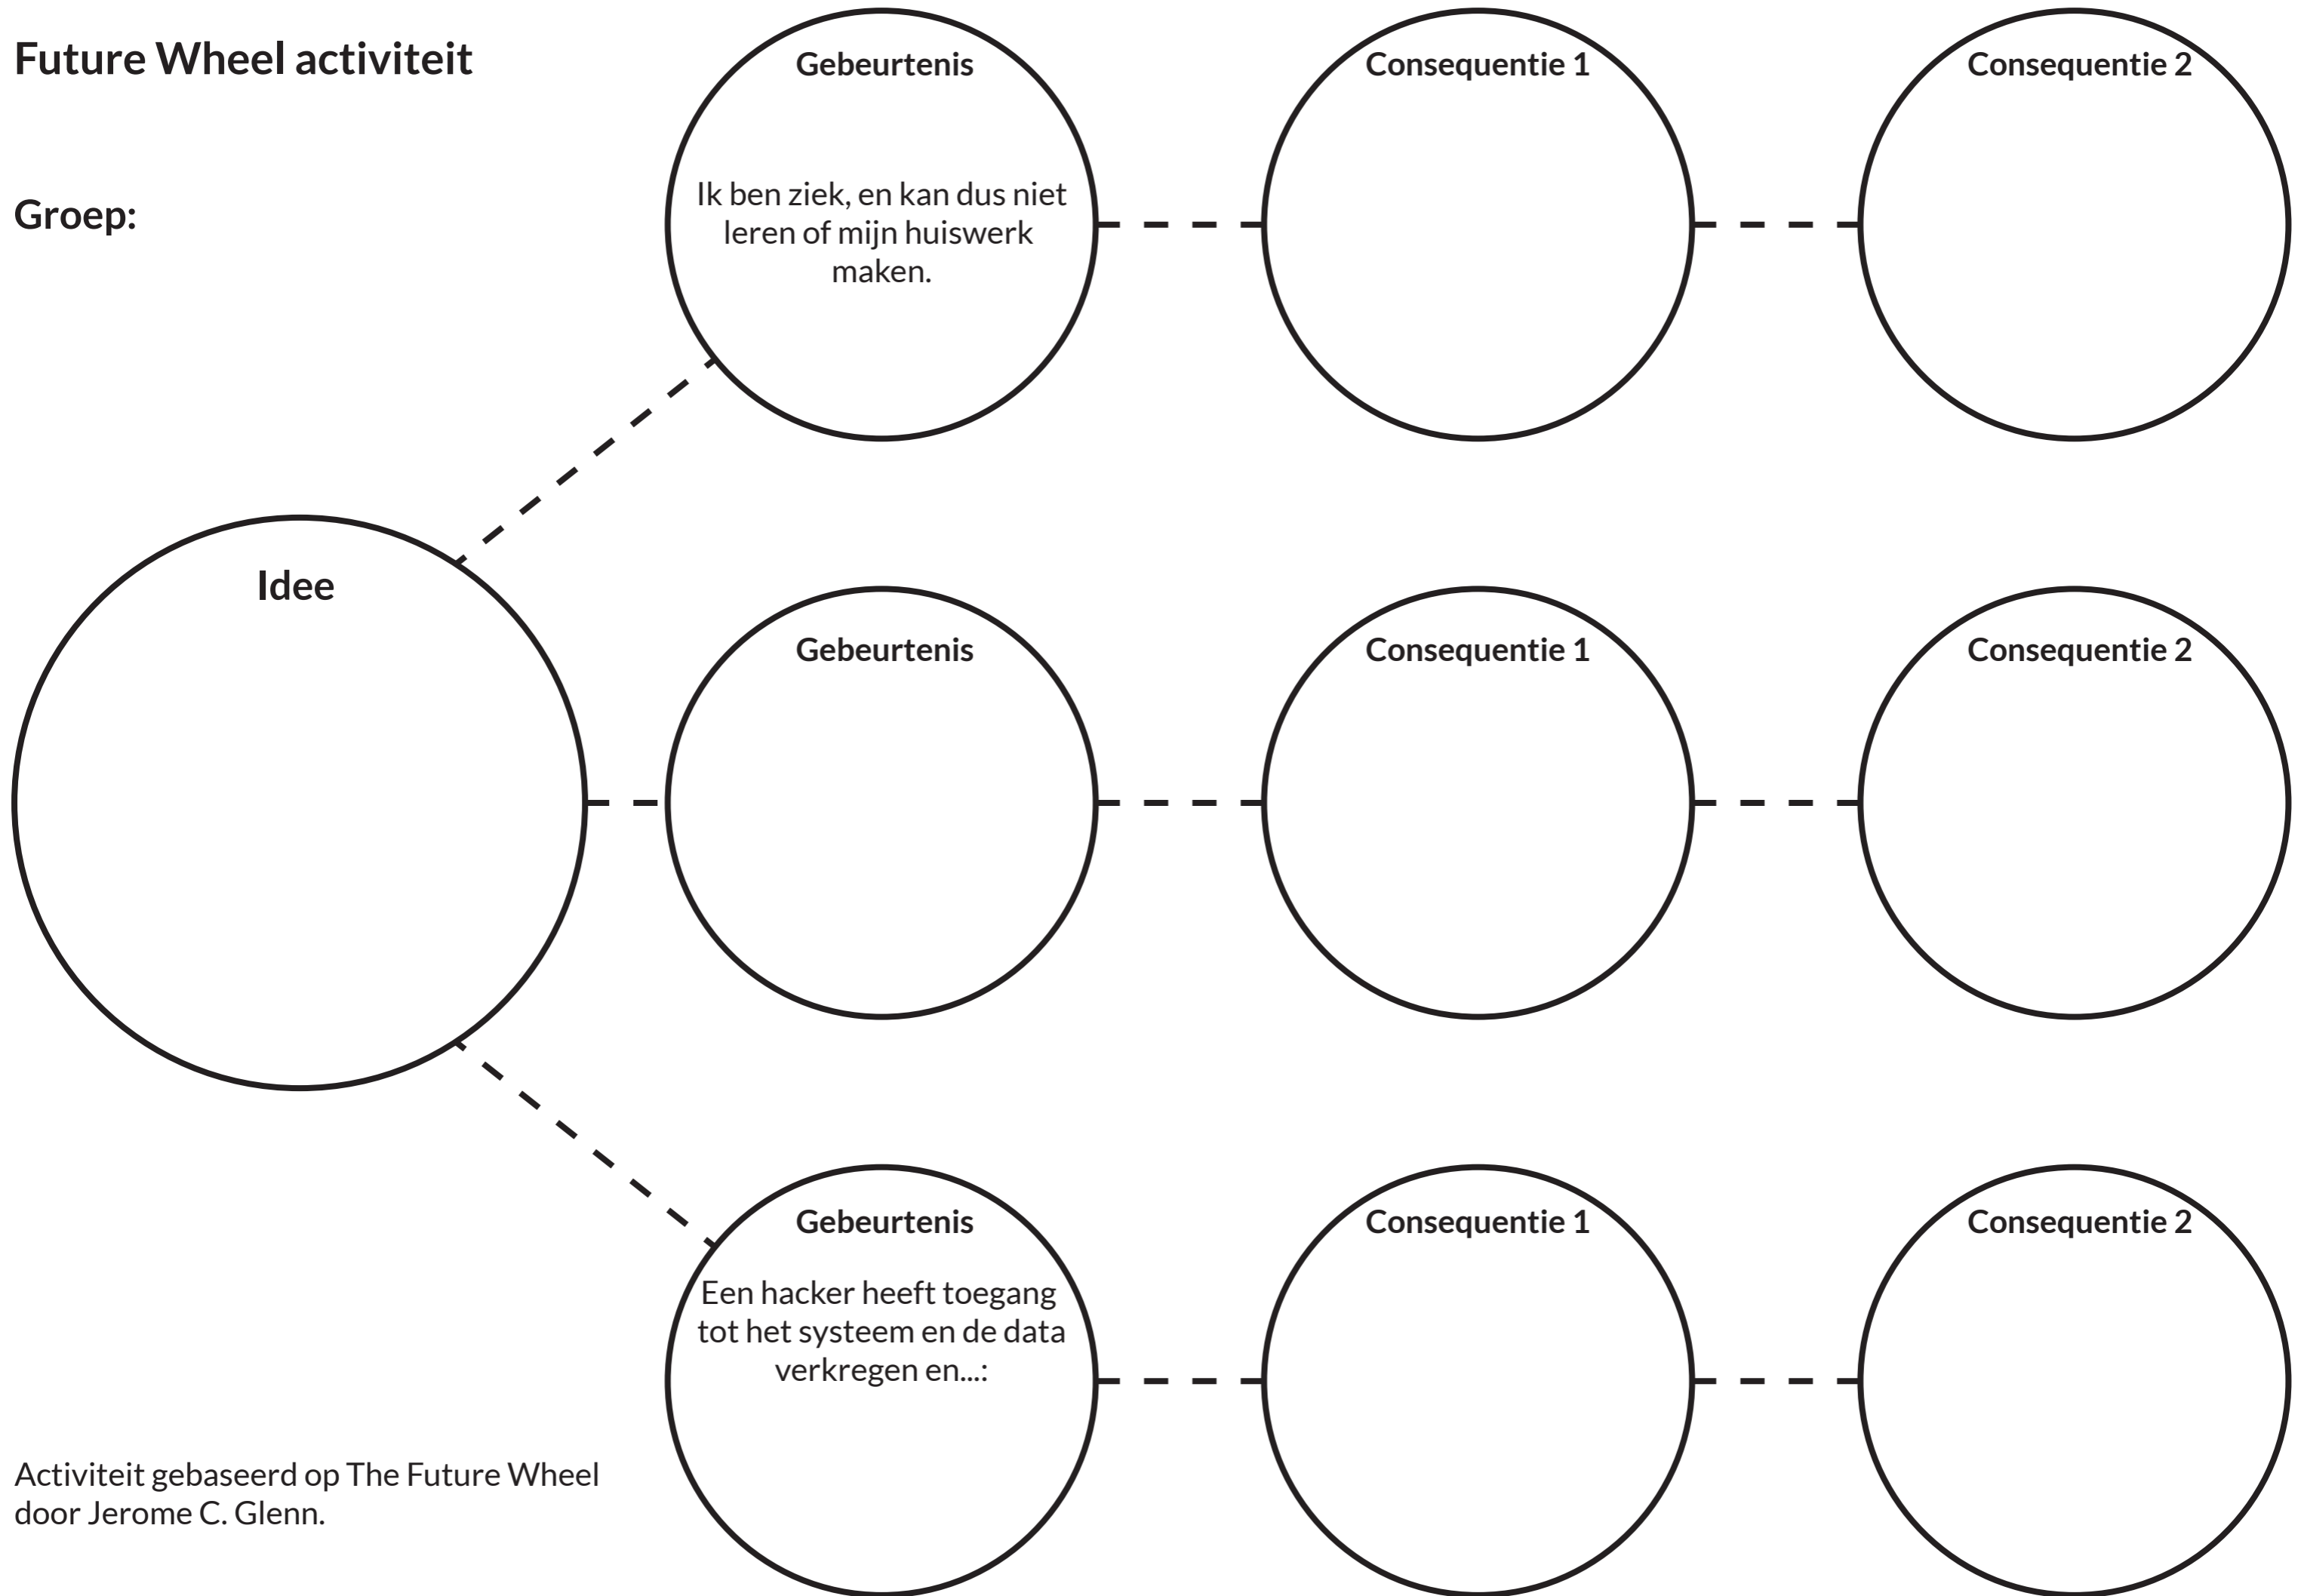 Future Wheel activiteit
Groep:
Gebeurtenis
Ik ben ziek, en kan dus niet
leren of mijn huiswerk
maken.
Consequentie 1
Consequentie 2
Idee
Gebeurtenis
Consequentie 1
Consequentie 2
Gebeurtenis
Een hacker heeft toegang
tot het systeem en de data
verkregen en...:
Consequentie 1
Consequentie 2
Activiteit gebaseerd op The Future Wheel
door Jerome C. Glenn.